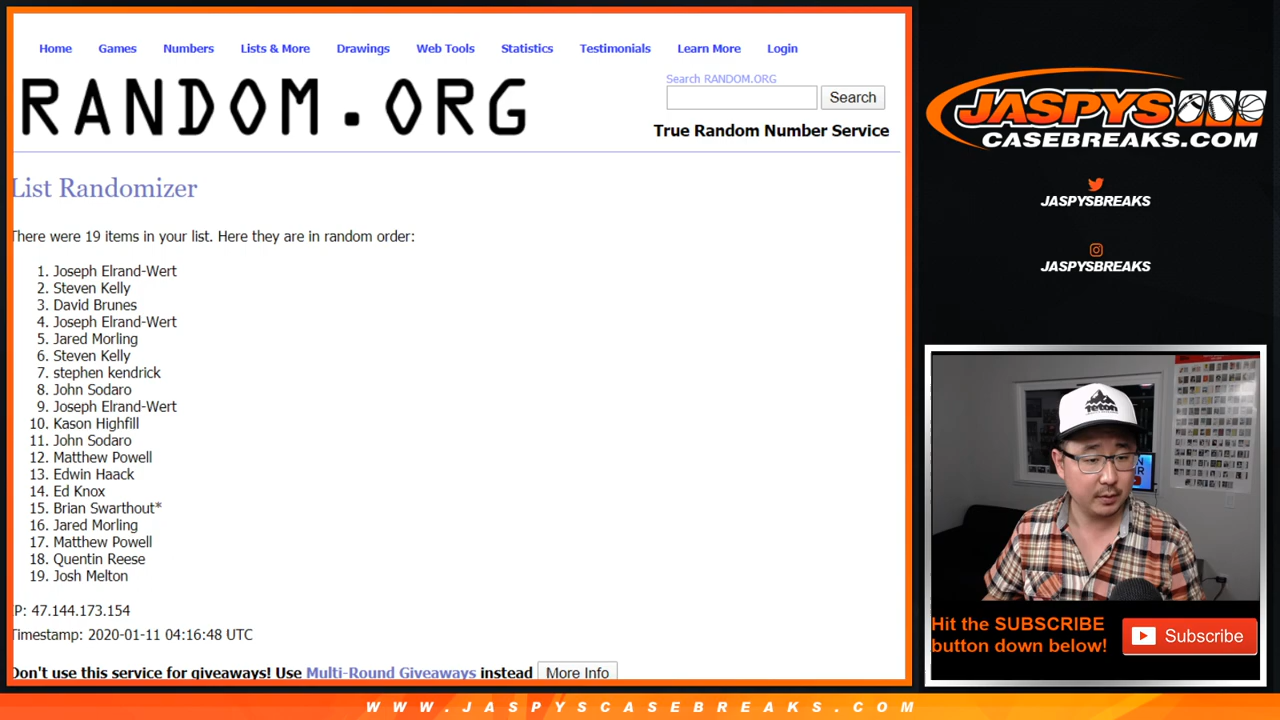 Home Games Numbers Lists & More Drawings Web Tools Statistics Testimonials Learn More Login
RANDOM.ORG
Search RANDOM.ORG
Search
True Random Number Service
List Randomizer
There were 19 items in your list. Here they are in random order:
1. Joseph Elrand-Wert
2. Steven Kelly
3. David Brunes
4. Joseph Elrand-Wert
5. Jared Morling
6. Steven Kelly
7. stephen kendrick
8. John Sodaro
9. Joseph Elrand-Wert
10. Kason Highfill
11. John Sodaro
12. Matthew Powell
13. Edwin Haack
14. Ed Knox
15. Brian Swarthout*
16. Jared Morling
17. Matthew Powell
18. Quentin Reese
19. Josh Melton
IP: 47.144.173.154
Timestamp: 2020-01-11 04:16:48 UTC
Don't use this service for giveaways! Use Multi-Round Giveaways instead More Info
JASPYS
CASEBREAKS.COM
JASPYSBREAKS
JASPYSBREAKS
teton
Hit the SUBSCRIBE
button down below!
Subscribe
WWW.JASPYSCASEBREAKS.COM